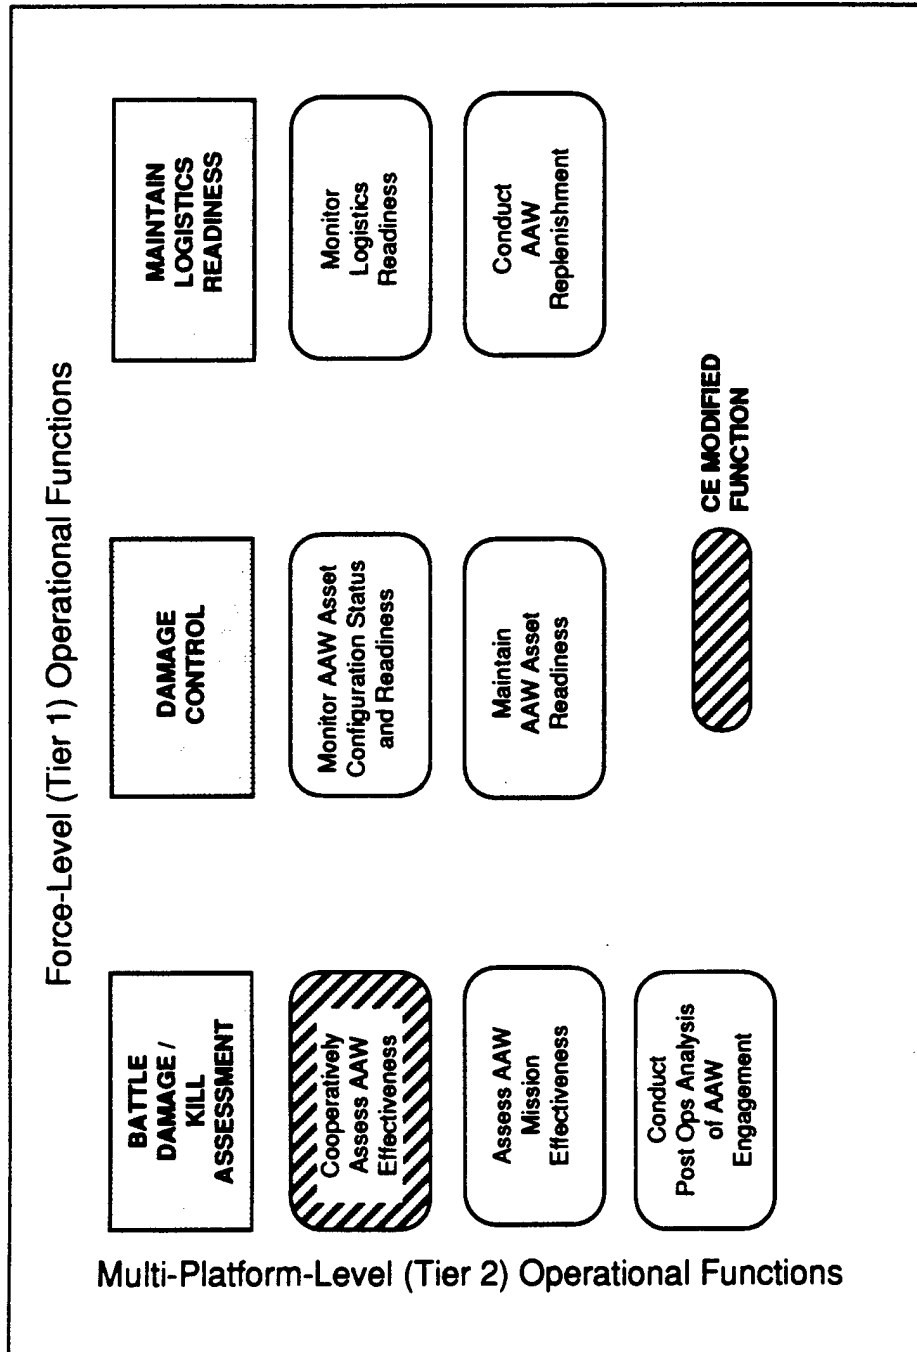 Force-Level (Tier 1) Operational Functions
Multi-Platform-Level (Tier 2) Operational Functions
BATTLE
DAMAGE /
KILL
ASSESSMENT
Cooperatively
Assess AAW
Effectiveness
Assess AAW
Mission
Effectiveness
Conduct
Post Ops Analysis
of AAW
Engagement
DAMAGE
CONTROL
Monitor AAW Asset
Configuration Status
and Readiness
Maintain
AAW Asset
Readiness
MAINTAIN
LOGISTICS
READINESS
Monitor
Logistics
Readiness
Conduct
AAW
Replenishment
CE MODIFIED
FUNCTION